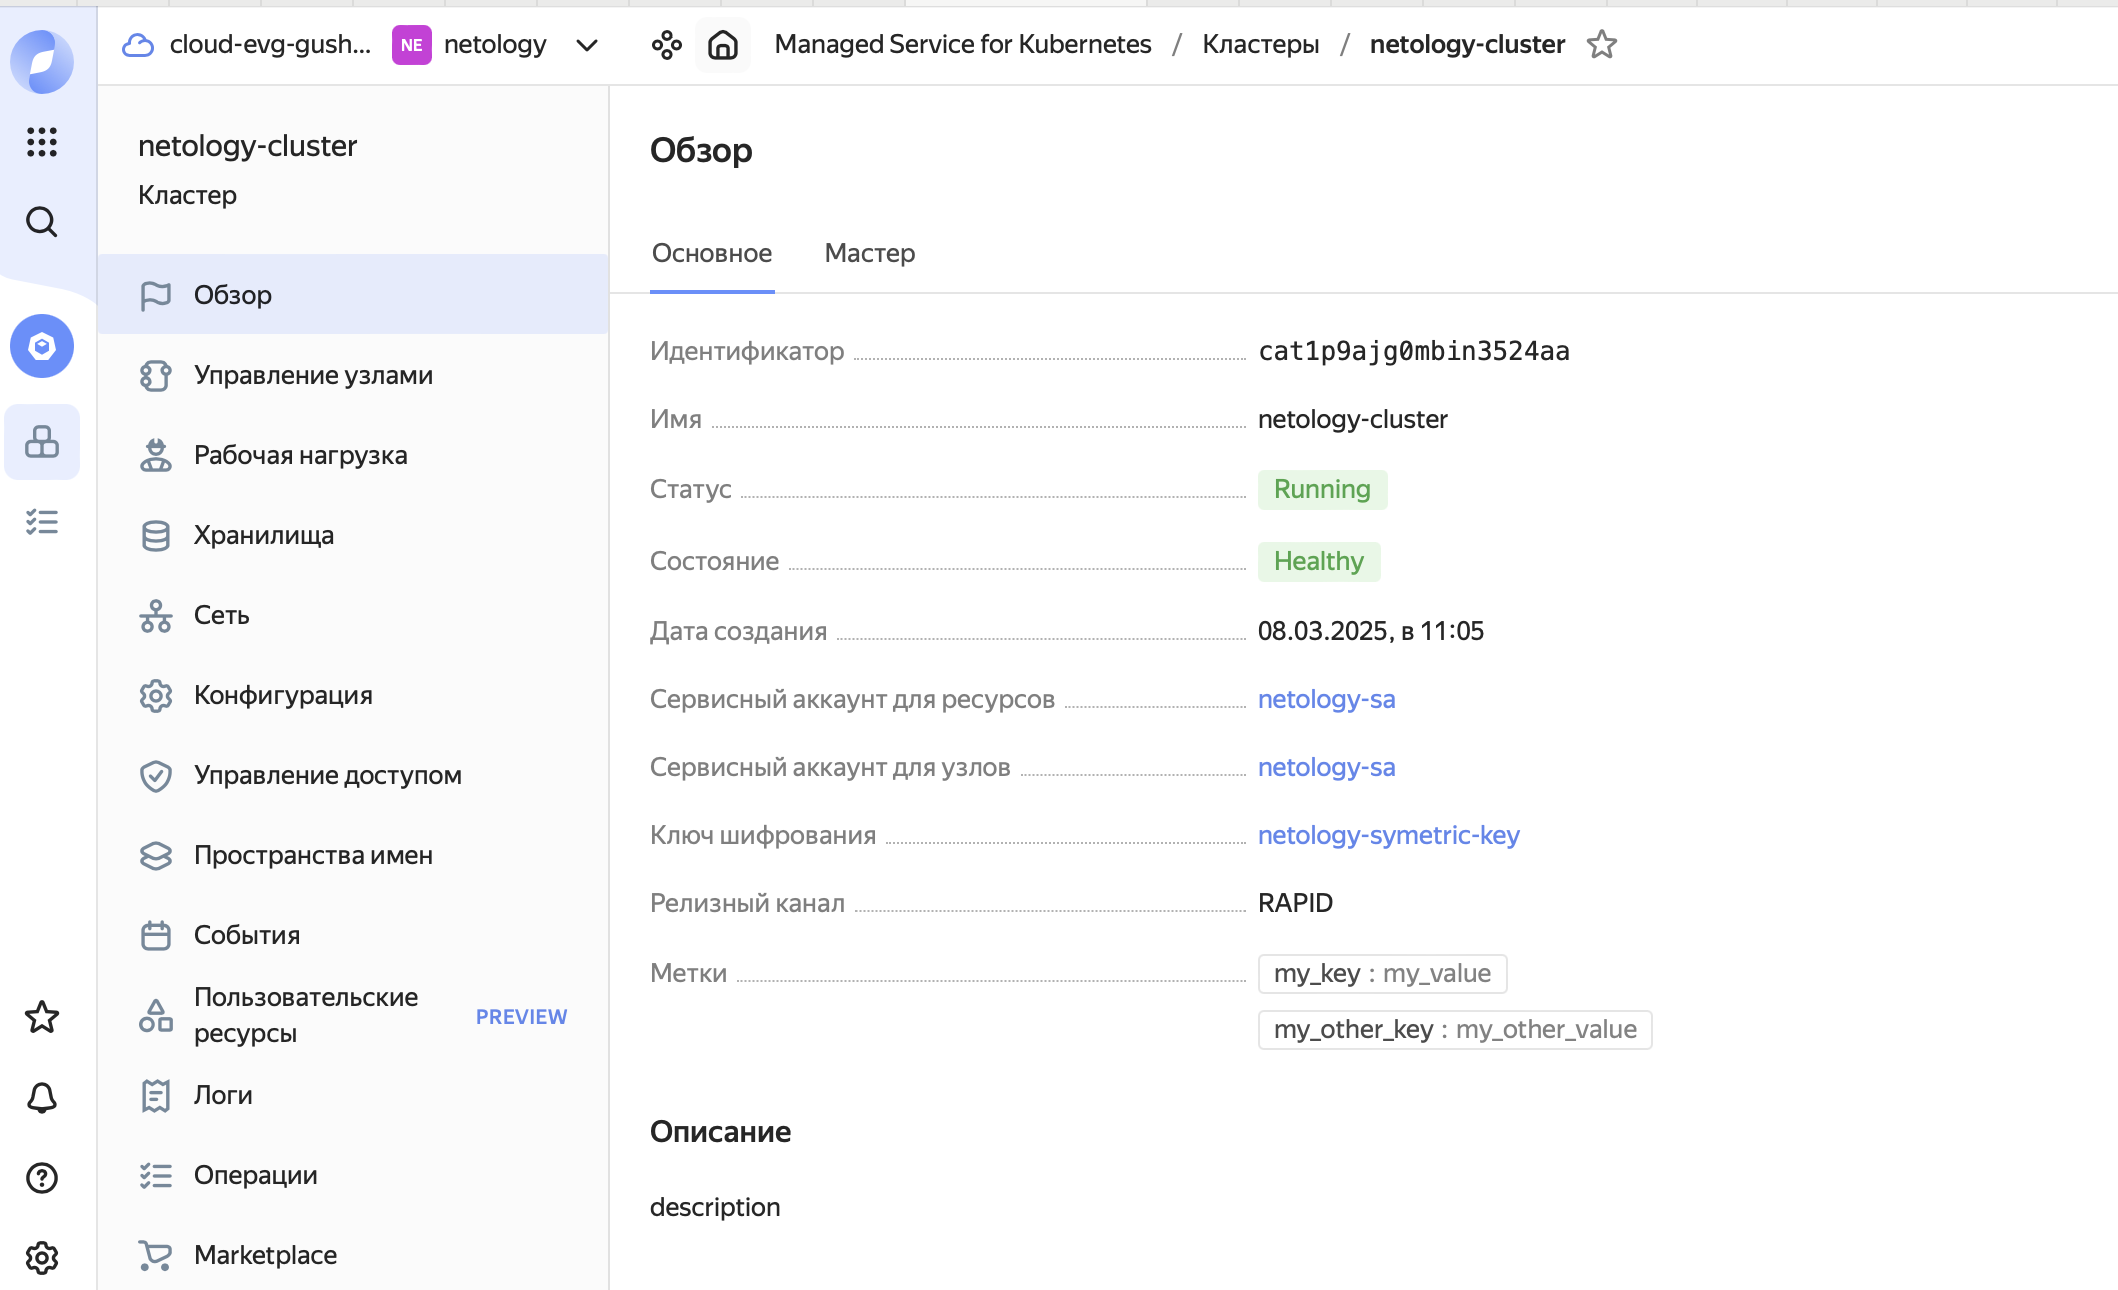 cloud-evg-gush... NE netology Managed Service for Kubernetes / Кластеры / netology-cluster
netology-cluster
Кластер
Обзор
Управление узлами
Рабочая нагрузка
Хранилища
Сеть
Конфигурация
Управление доступом
Пространства имен
События
Пользовательские
ресурсы
PREVIEW
Логи
Операции
Marketplace
Обзор
Основное Мастер
Идентификатор cat1p9ajg0mbin3524aa
Имя netology-cluster
Статус Running
Состояние Healthy
Дата создания 08.03.2025, в 11:05
Сервисный аккаунт для ресурсов netology-sa
Сервисный аккаунт для узлов netology-sa
Ключ шифрования netology-symetric-key
Релизный канал RAPID
Метки my_key : my_value
my_other_key : my_other_value
Описание
description